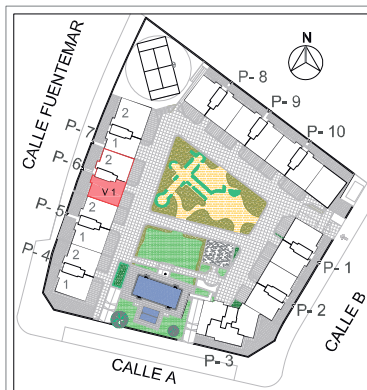 CALLE FUENTEMAR
N
P- 8
P- 9
P- 10
P- 7
2
1
P- 6
2
V 1
P- 5
2
1
P- 4
2
1
P- 1
P- 2
P- 3
CALLE B
CALLE A